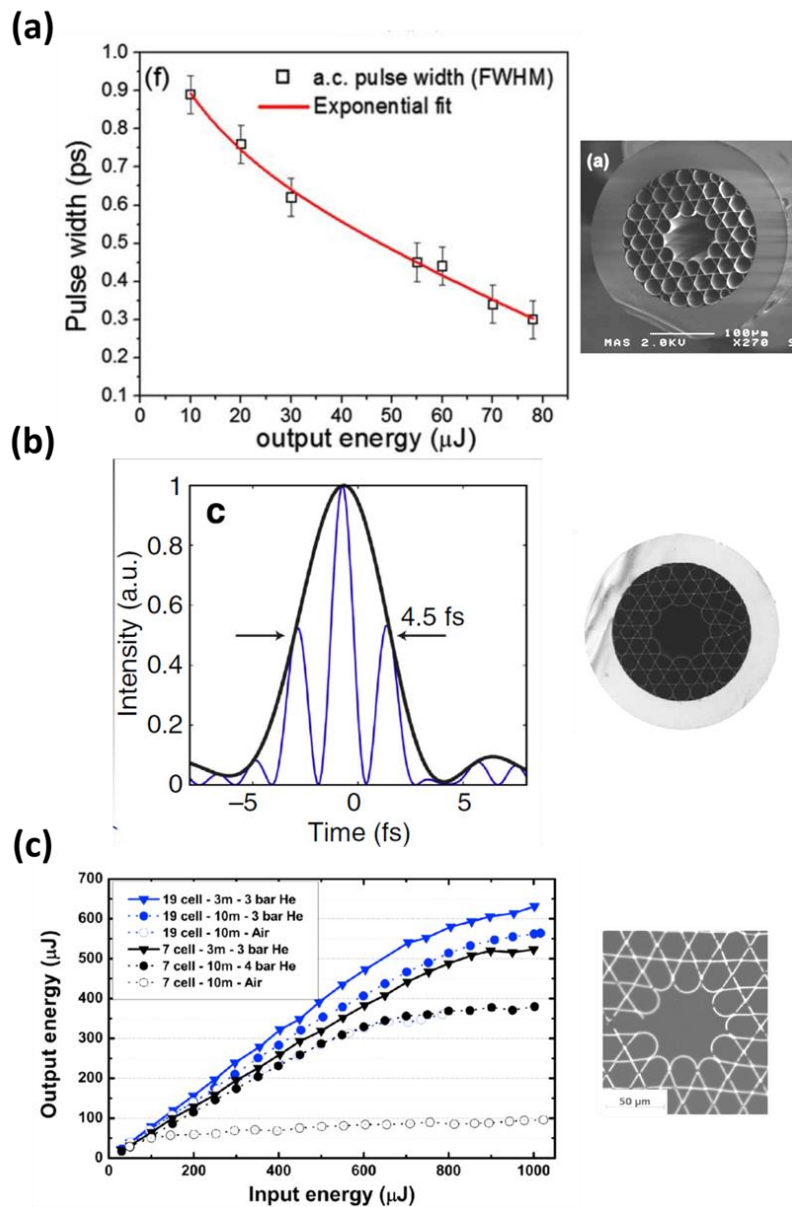 (a)
(f)
a.c. pulse width (FWHM)
Exponential fit
1.0
0.9
0.8
0.7
0.6
0.5
0.4
0.3
0.2
0.1
Pulse width (ps)
0 10 20 30 40 50 60 70 80
output energy (μJ)
(a)
100μm
MAS 2.0KV X270 9
(b)
c
1
0.8
0.6
0.4
0.2
0
Intensity (a.u.)
4.5 fs
–5 0 5
Time (fs)
(c)
700
600
500
400
300
200
100
0
Output energy (μJ)
19 cell - 3m - 3 bar He
19 cell - 10m - 3 bar He
19 cell - 10m - Air
7 cell - 3m - 3 bar He
7 cell - 10m - 4 bar He
7 cell - 10m - Air
0 200 400 600 800 1000
Input energy (μJ)
50 μm